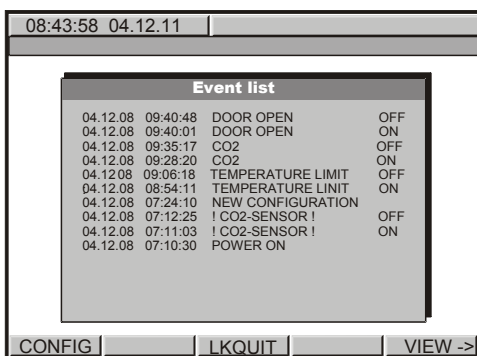 08:43:58 04.12.11
Event list
04.12.08 09:40:48 DOOR OPEN OFF
04.12.08 09:40:01 DOOR OPEN ON
04.12.08 09:35:17 CO2 OFF
04.12.08 09:28:20 CO2 ON
04.12 08 09:06:18 TEMPERATURE LIMIT OFF
04.12.08 08:54:11 TEMPERATURE LINIT ON
04.12.08 07:24:10 NEW CONFIGURATION
04.12.08 07:12:25 ! CO2-SENSOR ! OFF
04.12.08 07:11:03 ! CO2-SENSOR ! ON
04.12.08 07:10:30 POWER ON
CONFIG LKQUIT VIEW ->